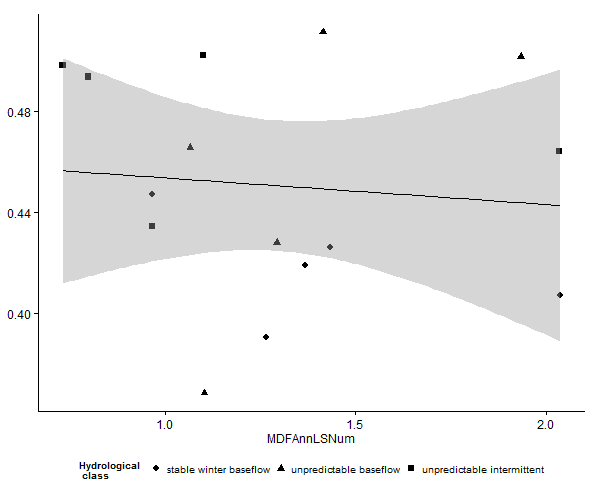 0.48
0.44
0.40
1.0 1.5 2.0
MDFAnnLSNum
Hydrological
class
stable winter baseflow unpredictable baseflow unpredictable intermittent